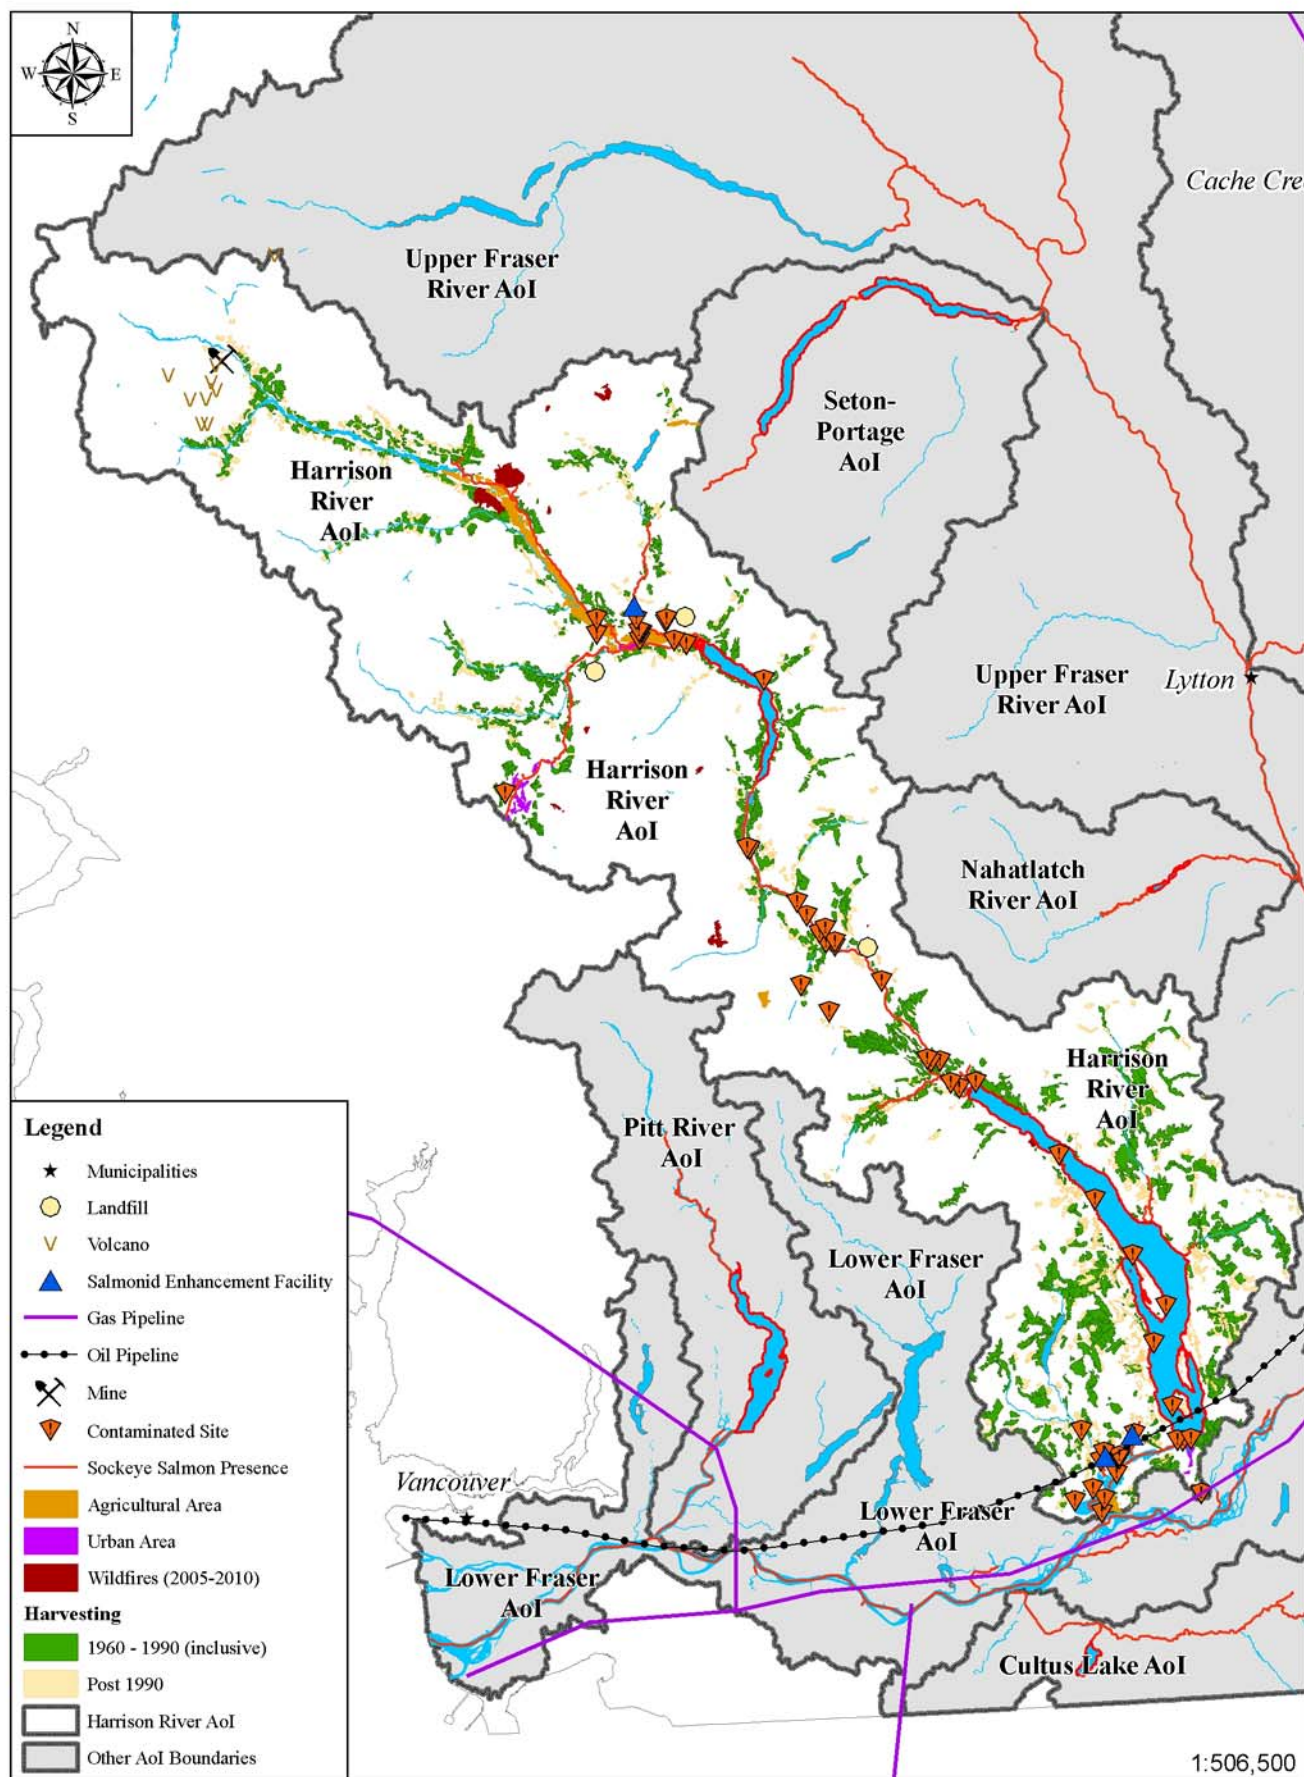 N
W E
S
Cache Cre
Upper Fraser
River AoI
Seton-
Portage
AoI
Harrison
River
AoI
Upper Fraser
River AoI
Lytton
Harrison
River
AoI
Nahatlatch
River AoI
Harrison
River
AoI
Pitt River
AoI
Lower Fraser
AoI
Vancouver
Lower Fraser
AoI
Lower Fraser
AoI
Cultus Lake AoI
1:506,500
Legend
Municipalities
Landfill
Volcano
Salmonid Enhancement Facility
Gas Pipeline
Oil Pipeline
Mine
Contaminated Site
Sockeye Salmon Presence
Agricultural Area
Urban Area
Wildfires (2005-2010)
Harvesting
1960 - 1990 (inclusive)
Post 1990
Harrison River AoI
Other AoI Boundaries